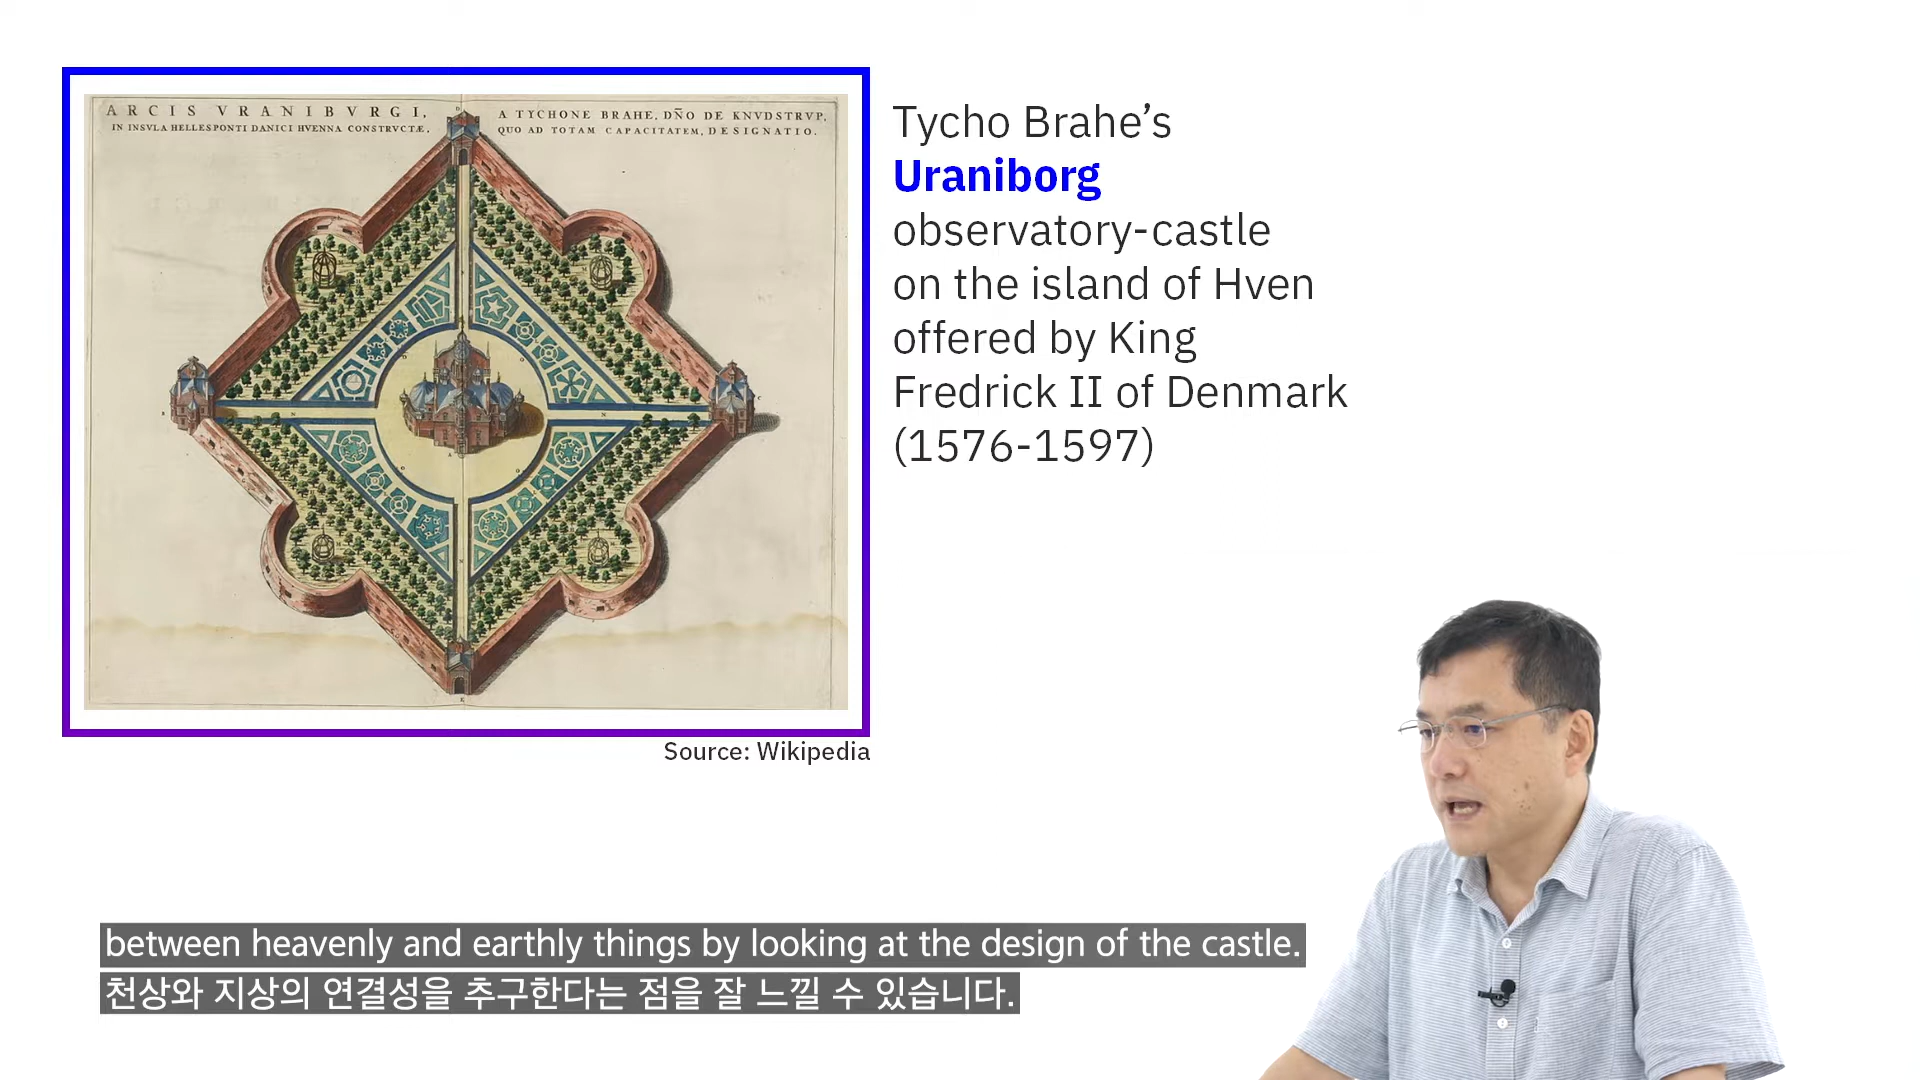 ARCIS VRANIBVRGI,
IN INSVLA HELLESPONTI DANICI HVENNA CONSTRVCTÆ,
A TYCHONE BRAHE, DÑO DE KNVDSTRVP,
QUO AD TOTAM CAPACITATEM, DESIGNATIO.
Tycho Brahe’s
Uraniborg
observatory-castle
on the island of Hven
offered by King
Fredrick II of Denmark
(1576-1597)
Source: Wikipedia
between heavenly and earthly things by looking at the design of the castle.
천상와 지상의 연결성을 추구한다는 점을 잘 느낄 수 있습니다.